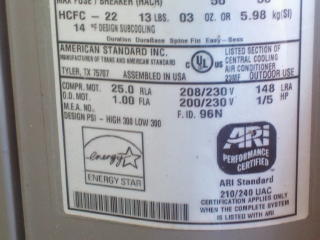 MAX FUSE / BREAKER (HACR)
HCFC - 22 13 LBS. 03 OZ. OR 5.98 kg(SI)
14 °F DESIGN SUBCOOLING
Duration DuraBase Spine Fin Easy-Sess
AMERICAN STANDARD INC.
MANUFACTURER OF TRANE AND AMERICAN STANDARD
TYLER, TX 75707 ASSEMBLED IN USA
C UL US
LISTED SECTION OF
CENTRAL COOLING
AIR CONDITIONER
OUTDOOR USE
COMPR. MOT. 25.0 RLA 208/230 V 148 LRA
O.D. MOT. 1.00 FLA 200/230 V 1/5 HP
M.E.A. NO.
F.ID. 96N
DESIGN PSI - HIGH 300 LOW 300
energy
ENERGY STAR
ARI
PERFORMANCE
CERTIFIED
ARI Standard
210/240 UAC
CERTIFICATION APPLIES ONLY
WHEN THE COMPLETE SYSTEM
IS LISTED WITH ARI